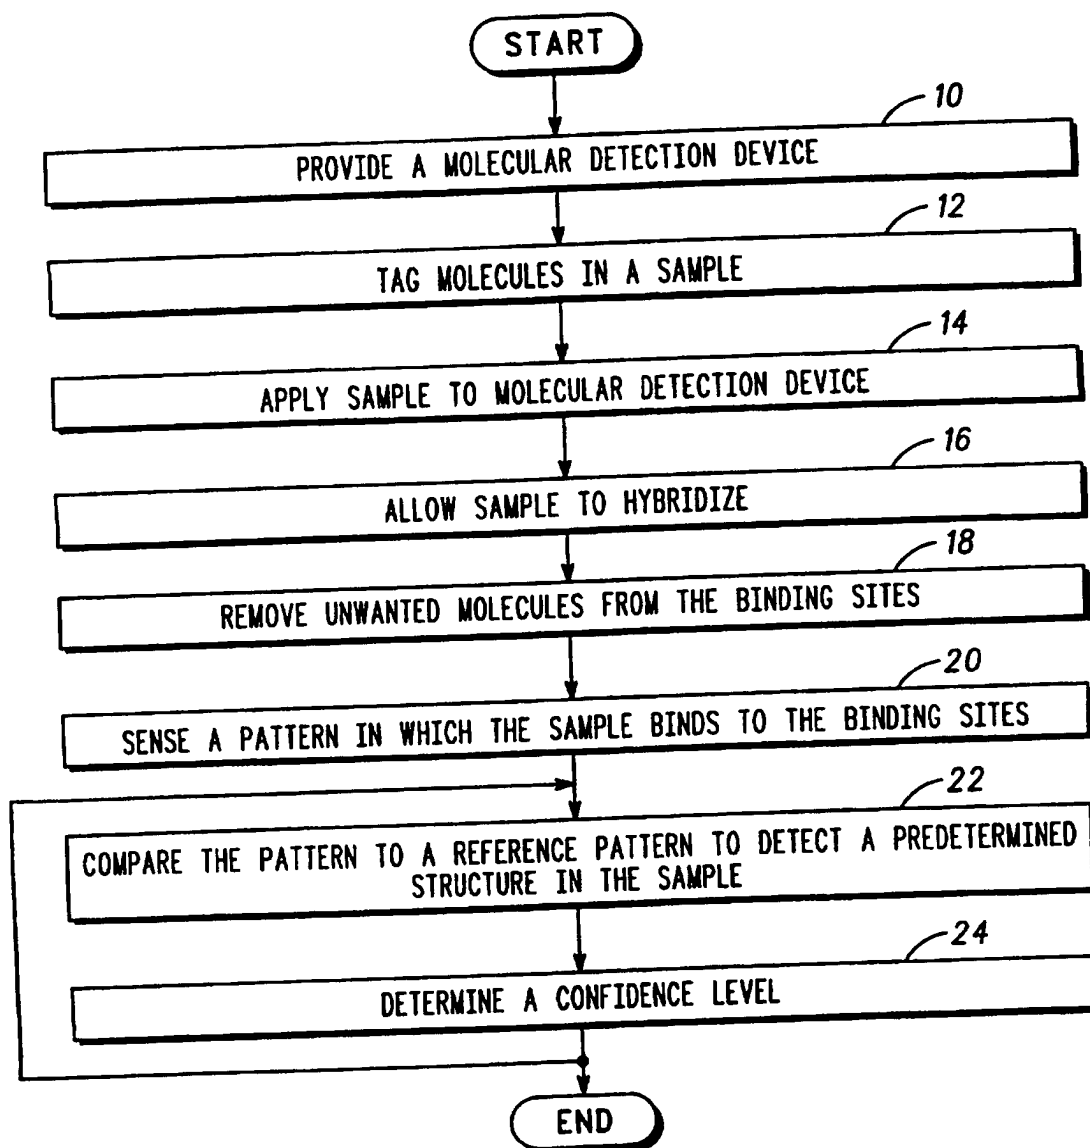 START
10
PROVIDE A MOLECULAR DETECTION DEVICE
12
TAG MOLECULES IN A SAMPLE
14
APPLY SAMPLE TO MOLECULAR DETECTION DEVICE
16
ALLOW SAMPLE TO HYBRIDIZE
18
REMOVE UNWANTED MOLECULES FROM THE BINDING SITES
20
SENSE A PATTERN IN WHICH THE SAMPLE BINDS TO THE BINDING SITES
22
COMPARE THE PATTERN TO A REFERENCE PATTERN TO DETECT A PREDETERMINED
STRUCTURE IN THE SAMPLE
24
DETERMINE A CONFIDENCE LEVEL
END